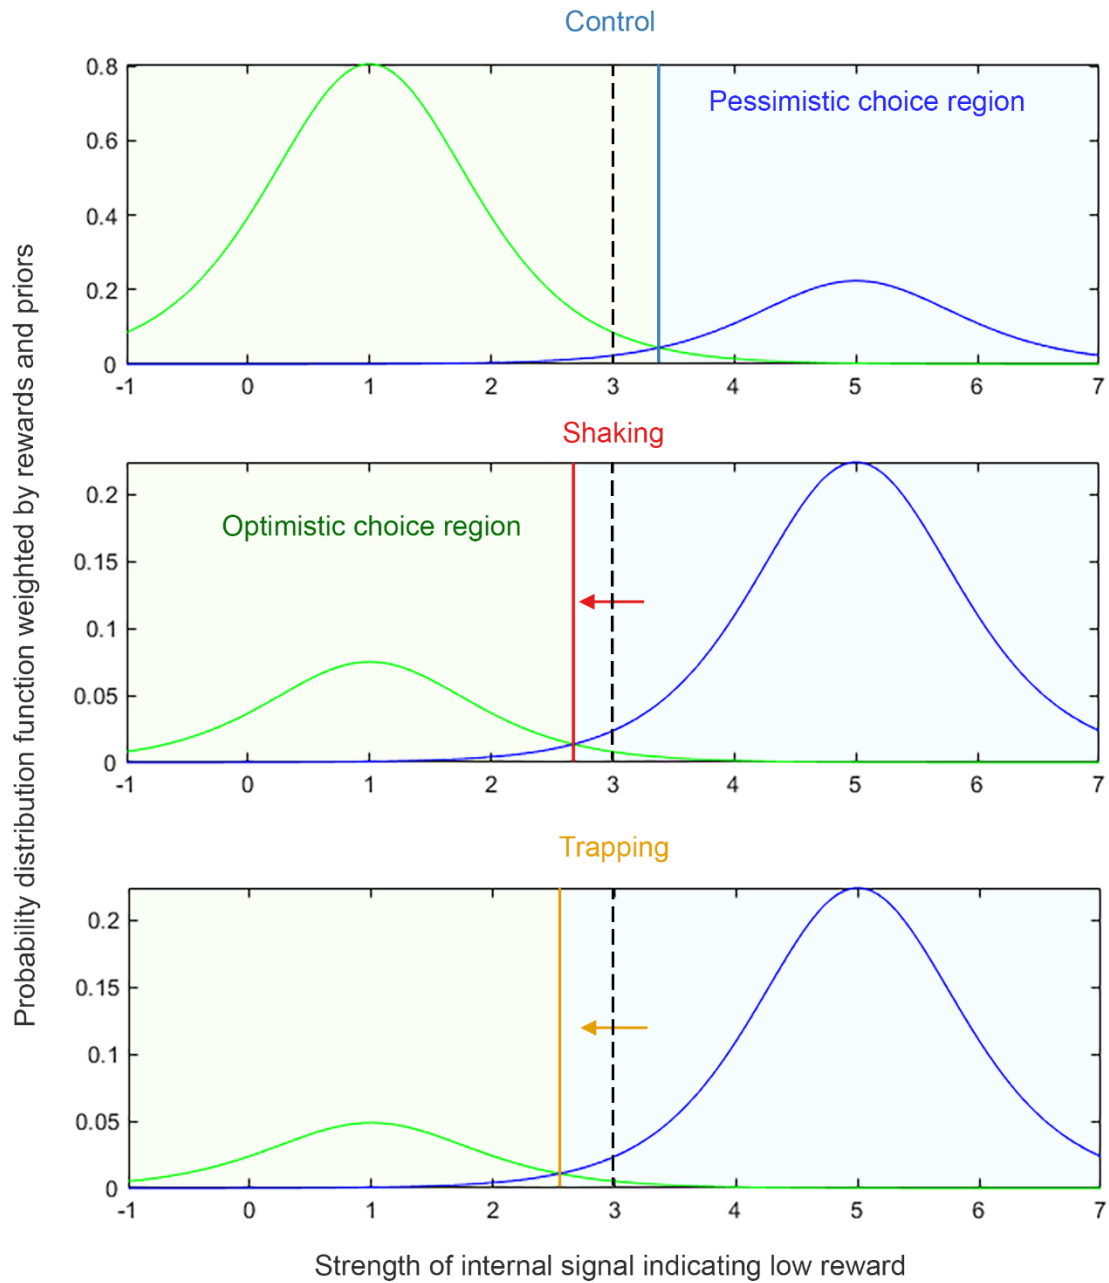 Control
0.8
Pessimistic choice region
0.6
0.4
0.2
0
-1 0 1 2 3 4 5 6 7
Shaking
0.2
Optimistic choice region
0.15
0.1
0.05
0
-1 0 1 2 3 4 5 6 7
Trapping
0.2
0.15
0.1
0.05
0
-1 0 1 2 3 4 5 6 7
Probability distribution function weighted by rewards and priors
Strength of internal signal indicating low reward